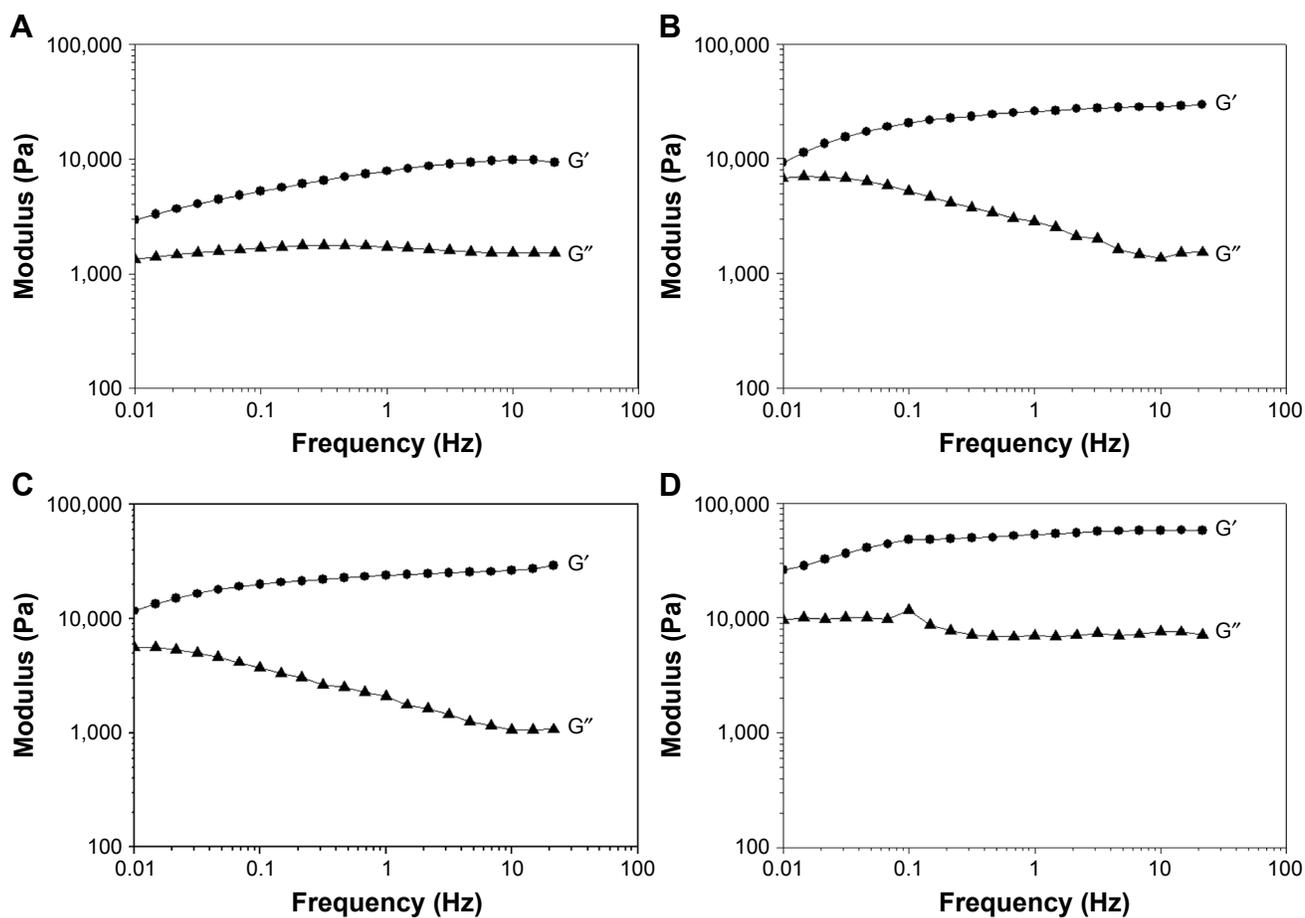 A
100,000
10,000
1,000
100
Modulus (Pa)
G′
G″
0.01 0.1 1 10 100
Frequency (Hz)
B
100,000
10,000
1,000
100
Modulus (Pa)
G′
G″
0.01 0.1 1 10 100
Frequency (Hz)
C
100,000
10,000
1,000
100
Modulus (Pa)
G′
G″
0.01 0.1 1 10 100
Frequency (Hz)
D
100,000
10,000
1,000
100
Modulus (Pa)
G′
G″
0.01 0.1 1 10 100
Frequency (Hz)